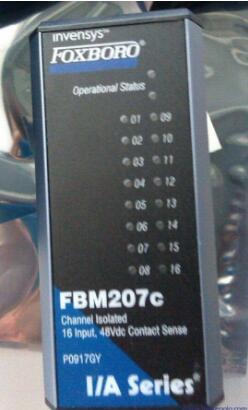 invensys™
FOXBORO®
Operational Status
01 09
02 10
03 11
04 12
05 13
06 14
07 15
08 16
FBM207c
Channel Isolated
16 Input, 48Vdc Contact Sense
P0917GY
I/A Series®